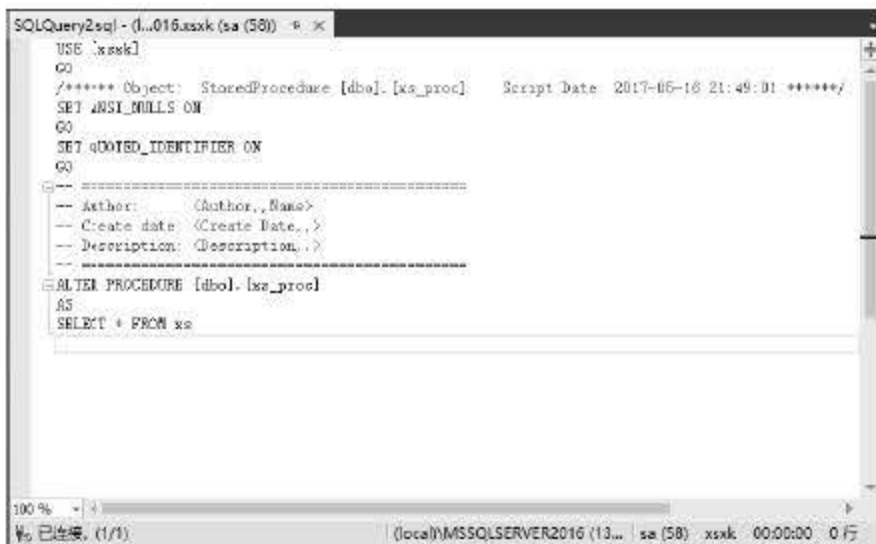 SQLQuery2sql - (l...016.xsxk (sa (58))
USE [xsxk]
GO
/****** Object: StoredProcedure [dbo].[xs_proc] Script Date: 2017-05-16 21:49:01 ******/
SET ANSI_NULLS ON
GO
SET QUOTED_IDENTIFIER ON
GO
-- =============================================
-- Author: <Author,,Name>
-- Create date: <Create Date,,>
-- Description: <Description,,>
-- =============================================
ALTER PROCEDURE [dbo].[xs_proc]
AS
SELECT * FROM xs
100 %
已连接。(1/1) (local)\MSSQLSERVER2016 (13... sa (58) xsxk 00:00:00 0 行